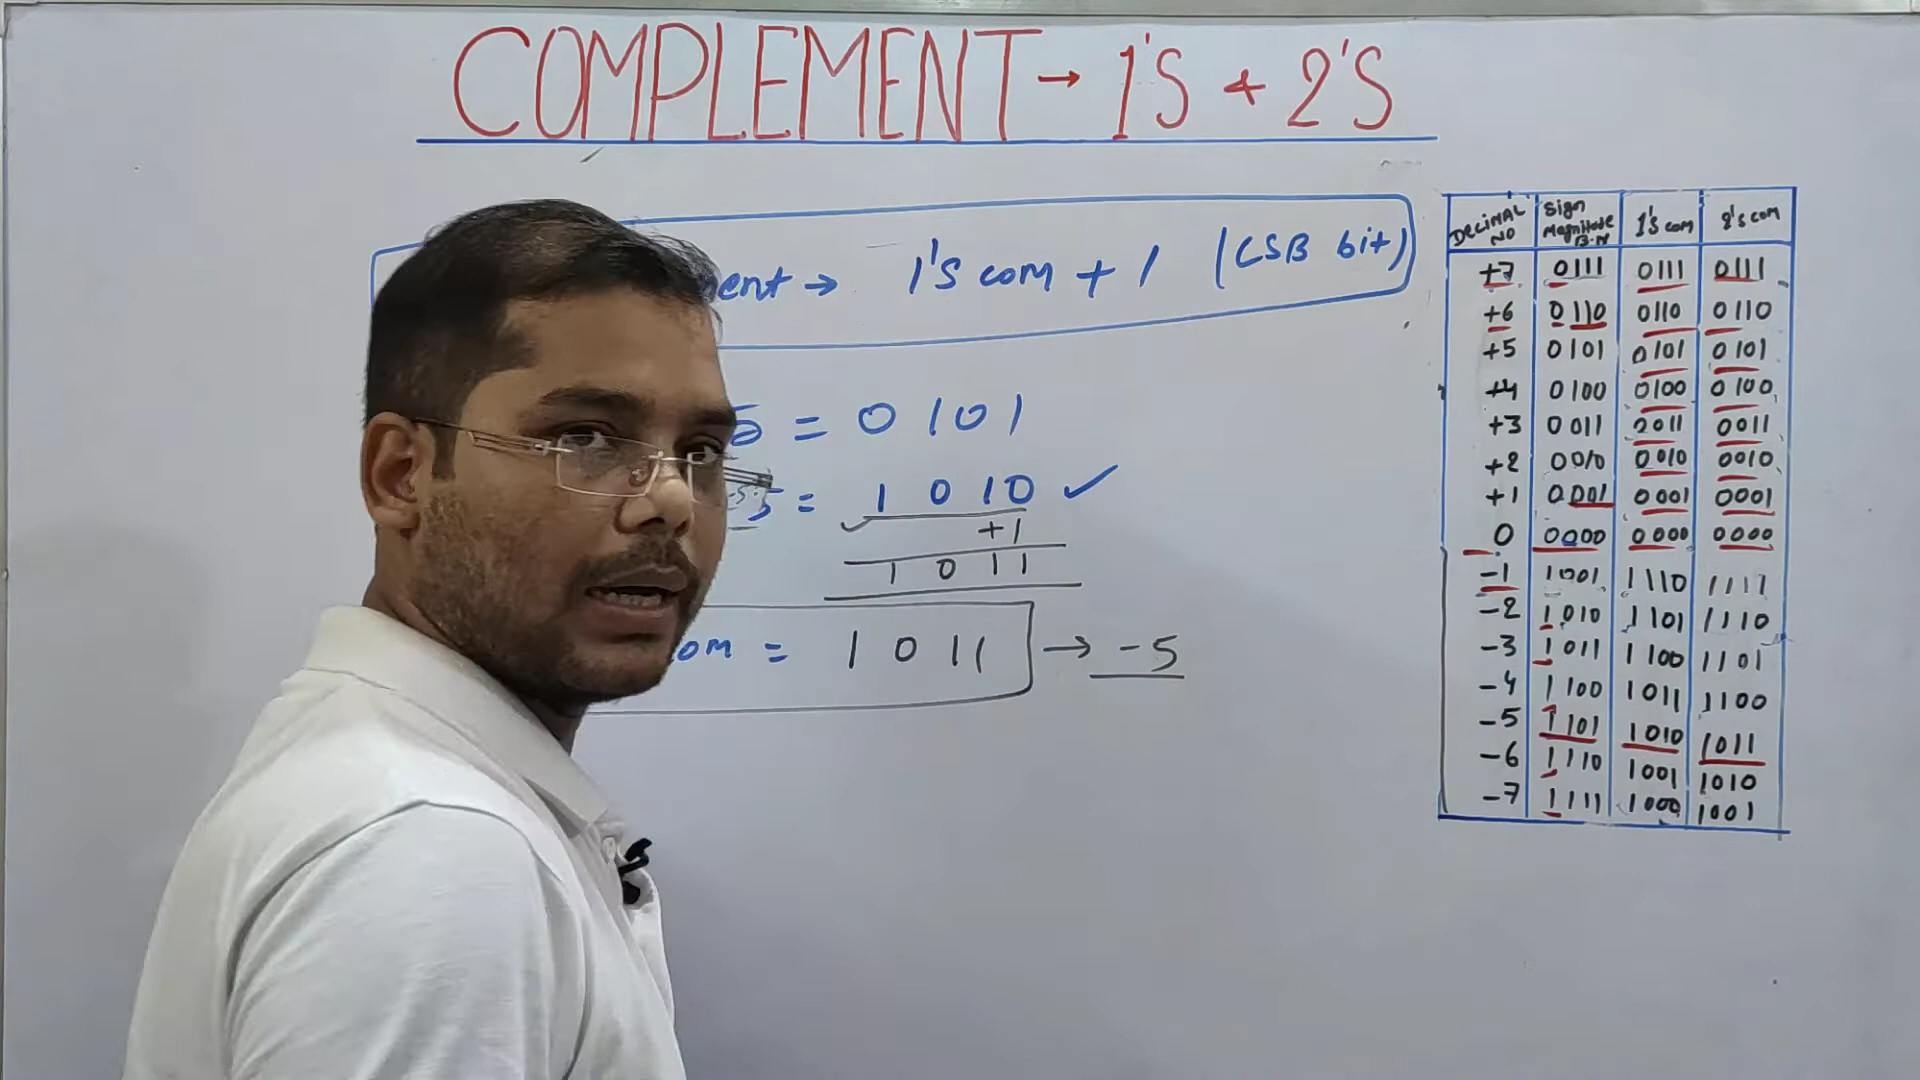 COMPLEMENT → 1'S & 2'S
→ 1'S com + 1 (LSB bit)
5 = 0101
5 = 1010 ✓
+1
1011
om = 1011 → -5
DECIMAL NO | Sign Magnitude B.N | 1'S com | 2's com
+7 0111 0111 0111
+6 0110 0110 0110
+5 0101 0101 0101
+4 0100 0100 0100
+3 0011 0011 0011
+2 0010 0010 0010
+1 0001 0001 0001
0 0000 0000 0000
-1 1001 1110 1111
-2 1010 1101 1110
-3 1011 1100 1101
-4 1100 1011 1100
-5 1101 1010 1011
-6 1110 1001 1010
-7 1111 1000 1001